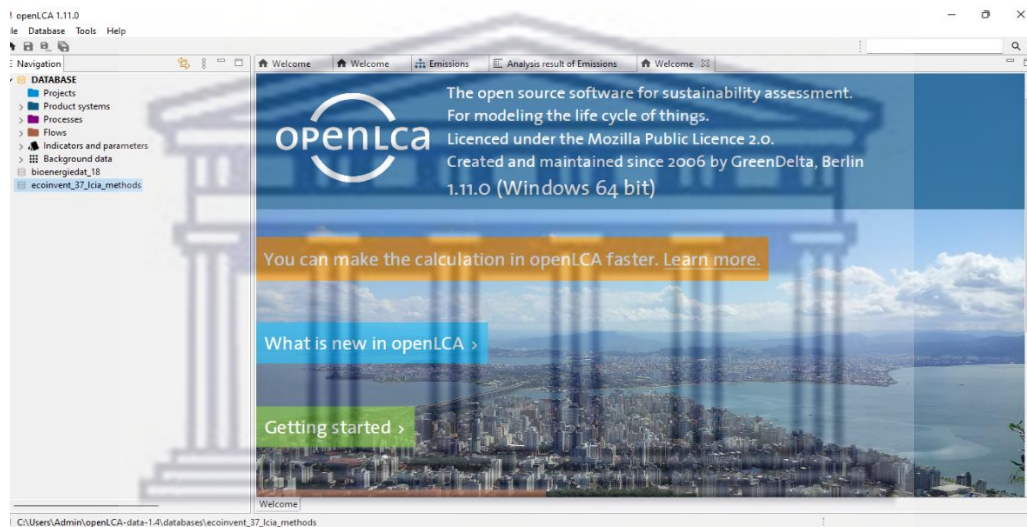 openLCA 1.11.0
le Database Tools Help
Navigation
Welcome Welcome Emissions Analysis result of Emissions Welcome
DATABASE
Projects
Product systems
Processes
Flows
Indicators and parameters
Background data
bioenergiedat_18
ecoinvent_37_lcia_methods
openLCa
The open source software for sustainability assessment.
For modeling the life cycle of things.
Licenced under the Mozilla Public Licence 2.0.
Created and maintained since 2006 by GreenDelta, Berlin
1.11.0 (Windows 64 bit)
You can make the calculation in openLCA faster. Learn more.
What is new in openLCA >
Getting started >
Welcome
C:\Users\Admin\openLCA-data-1.4\databases\ecoinvent_37_lcia_methods